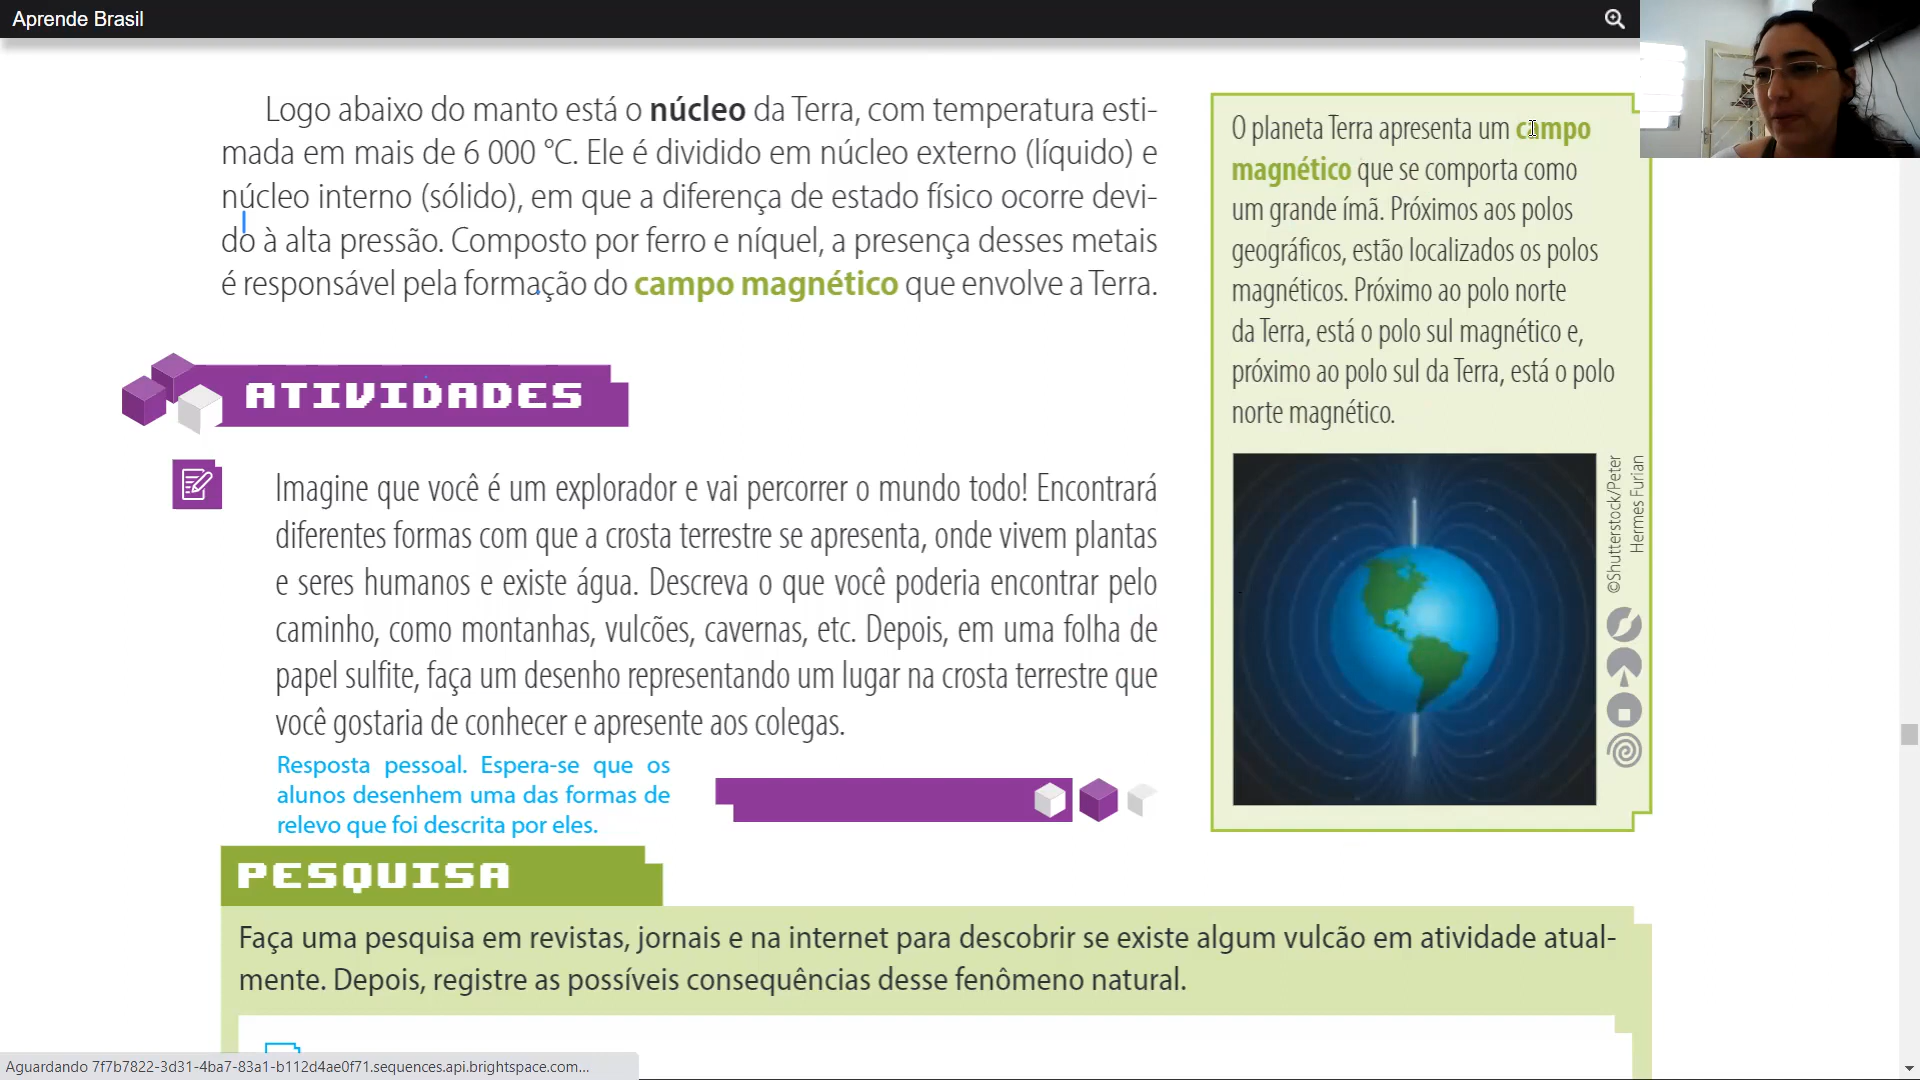 Aprende Brasil
Logo abaixo do manto está o núcleo da Terra, com temperatura esti-
mada em mais de 6 000 °C. Ele é dividido em núcleo externo (líquido) e
núcleo interno (sólido), em que a diferença de estado físico ocorre devi-
do à alta pressão. Composto por ferro e níquel, a presença desses metais
é responsável pela formação do campo magnético que envolve a Terra.
ATIVIDADES
Imagine que você é um explorador e vai percorrer o mundo todo! Encontrará
diferentes formas com que a crosta terrestre se apresenta, onde vivem plantas
e seres humanos e existe água. Descreva o que você poderia encontrar pelo
caminho, como montanhas, vulcões, cavernas, etc. Depois, em uma folha de
papel sulfite, faça um desenho representando um lugar na crosta terrestre que
você gostaria de conhecer e apresente aos colegas.
Resposta pessoal. Espera-se que os
alunos desenhem uma das formas de
relevo que foi descrita por eles.
O planeta Terra apresenta um campo
magnético que se comporta como
um grande ímã. Próximos aos polos
geográficos, estão localizados os polos
magnéticos. Próximo ao polo norte
da Terra, está o polo sul magnético e,
próximo ao polo sul da Terra, está o polo
norte magnético.
©Shutterstock/Peter
Hermes Furian
PESQUISA
Faça uma pesquisa em revistas, jornais e na internet para descobrir se existe algum vulcão em atividade atual-
mente. Depois, registre as possíveis consequências desse fenômeno natural.
Aguardando 7f7b7822-3d31-4ba7-83a1-b112d4ae0f71.sequences.api.brightspace.com...